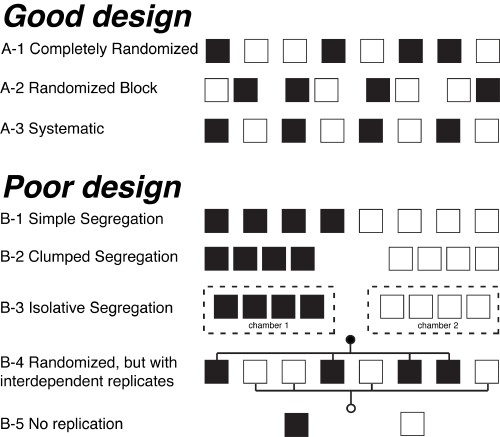 Good design
A-1 Completely Randomized
A-2 Randomized Block
A-3 Systematic
Poor design
B-1 Simple Segregation
B-2 Clumped Segregation
B-3 Isolative Segregation
chamber 1
chamber 2
B-4 Randomized, but with
interdependent replicates
B-5 No replication